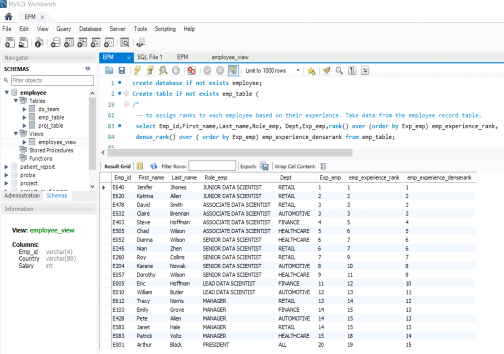 MySQL Workbench
EPM
File Edit View Query Database Server Tools Scripting Help
Navigator
SCHEMAS
Filter objects
employee
Tables
ds_team
emp_table
proj_table
Views
employee_view
Stored Procedures
Functions
patient_report
proba
project
Administration Schemas
Information
View: employee_view
Columns:
Emp_id varchar(4)
Country varchar(80)
Salary int
EPM SQL File 1 EPM employee_view
Limit to 1000 rows
1 create database if not exists employee;
2 Create table if not exists emp_table (
19 /*
82 -- to assign ranks to each employee based on their experience. Take data from the employee record table.
83 select Emp_id,first_name,Last_name,Role_emp, Dept,Exp_emp,rank() over (order by Exp_emp) emp_experience_rank,
84 dense_rank() over ( order by Exp_emp) emp_experience_denserank from emp_table;
Result Grid Filter Rows: Export: Wrap Cell Content:
Emp_id First_name Last_name Role_emp Dept Exp_emp emp_experience_rank emp_experience_denserank
E640 Jenifer Jhones JUNIOR DATA SCIENTIST RETAIL 1 1 1
E620 Katrina Allen JUNIOR DATA SCIENTIST RETAIL 2 2 2
E478 David Smith ASSOCIATE DATA SCIENTIST RETAIL 3 3 3
E532 Claire Brennan ASSOCIATE DATA SCIENTIST AUTOMOTIVE 3 3 3
E403 Steve Hoffman ASSOCIATE DATA SCIENTIST FINANCE 4 5 4
E505 Chad Wilson ASSOCIATE DATA SCIENTIST HEALTHCARE 5 6 5
E052 Dianna Wilson SENIOR DATA SCIENTIST HEALTHCARE 6 7 6
E246 Nian Zhen SENIOR DATA SCIENTIST RETAIL 6 7 6
E260 Roy Collins SENIOR DATA SCIENTIST RETAIL 7 9 7
E204 Karene Nowak SENIOR DATA SCIENTIST AUTOMOTIVE 8 10 8
E057 Dorothy Wilson SENIOR DATA SCIENTIST HEALTHCARE 9 11 9
E005 Eric Hoffman LEAD DATA SCIENTIST FINANCE 11 12 10
E010 William Butler LEAD DATA SCIENTIST AUTOMOTIVE 12 13 11
E612 Tracy Norris MANAGER RETAIL 13 14 12
E103 Emily Grove MANAGER FINANCE 14 15 13
E428 Pete Allen MANAGER AUTOMOTIVE 14 15 13
E583 Janet Hale MANAGER RETAIL 14 15 13
E083 Patrick Voltz MANAGER HEALTHCARE 15 18 14
E001 Arthur Black PRESIDENT ALL 20 19 15